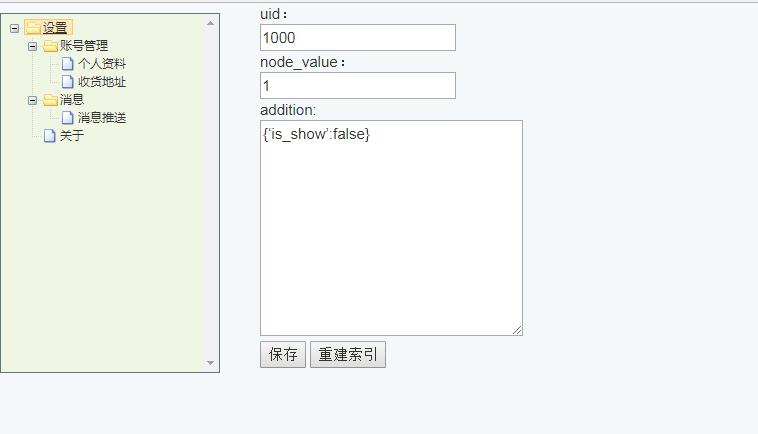 设置
账号管理
个人资料
收货地址
消息
消息推送
关于
uid：
1000
node_value：
1
addition:
{‘is_show’:false}
保存 重建索引